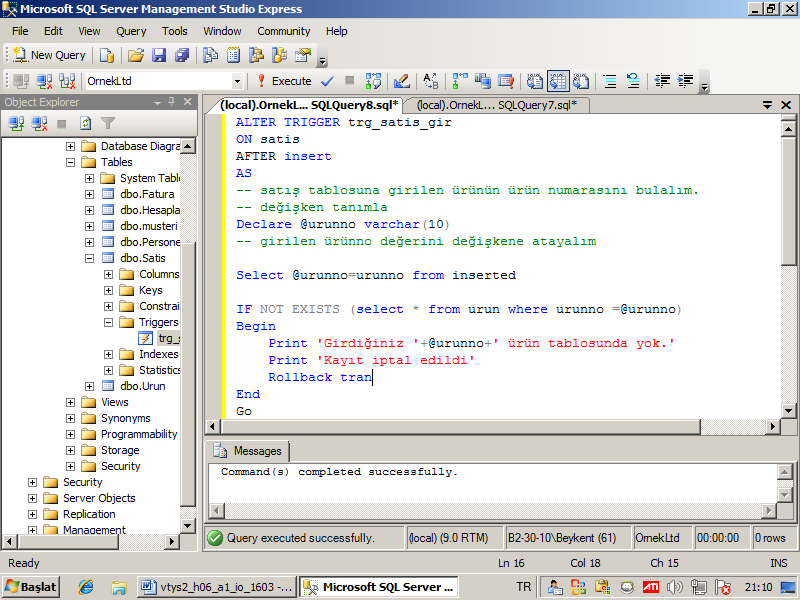 Microsoft SQL Server Management Studio Express
File Edit View Query Tools Window Community Help
New Query
OrnekLtd Execute
Object Explorer
Database Diagra
Tables
System Tabl
dbo.Fatura
dbo.Hesapla
dbo.musteri
dbo.Persone
dbo.Satis
Columns
Keys
Constrai
Triggers
trg_s
Indexes
Statistics
dbo.Urun
Views
Synonyms
Programmability
Storage
Security
Security
Server Objects
Replication
Management
(local).OrnekL... SQLQuery8.sql* (local).OrnekL... SQLQuery7.sql*
ALTER TRIGGER trg_satis_gir
ON satis
AFTER insert
AS
-- satış tablosuna girilen ürünün ürün numarasını bulalım.
-- değişken tanımla
Declare @urunno varchar(10)
-- girilen ürünno değerini değişkene atayalım
Select @urunno=urunno from inserted
IF NOT EXISTS (select * from urun where urunno =@urunno)
Begin
Print 'Girdiğiniz '+@urunno+' ürün tablosunda yok.'
Print 'Kayıt iptal edildi'
Rollback tran
End
Go
Messages
Command(s) completed successfully.
Query executed successfully. (local) (9.0 RTM) B2-30-10\Beykent (61) OrnekLtd 00:00:00 0 rows
Ready Ln 16 Col 18 Ch 15 INS
Başlat vtys2_h06_a1_io_1603 -... Microsoft SQL Server ... TR ATI 21:10